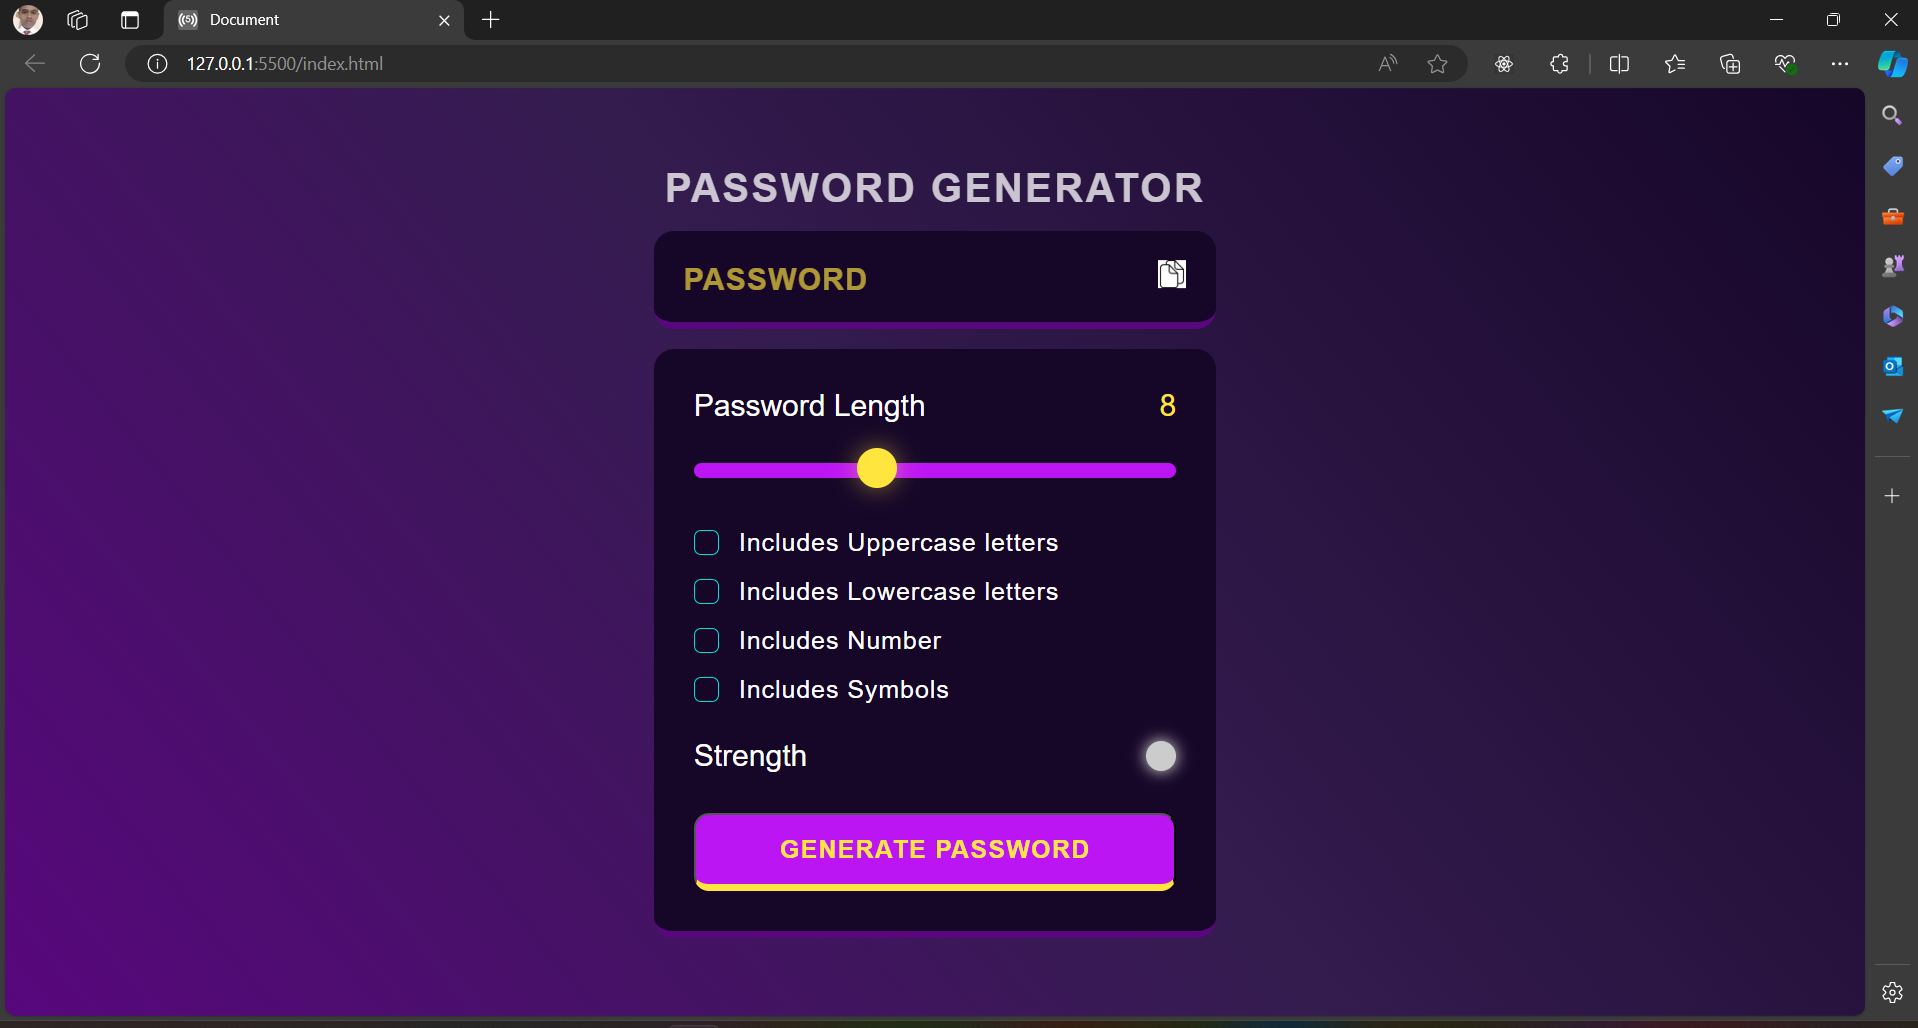 Document
127.0.0.1:5500/index.html
PASSWORD GENERATOR
PASSWORD
Password Length 8
Includes Uppercase letters
Includes Lowercase letters
Includes Number
Includes Symbols
Strength
GENERATE PASSWORD